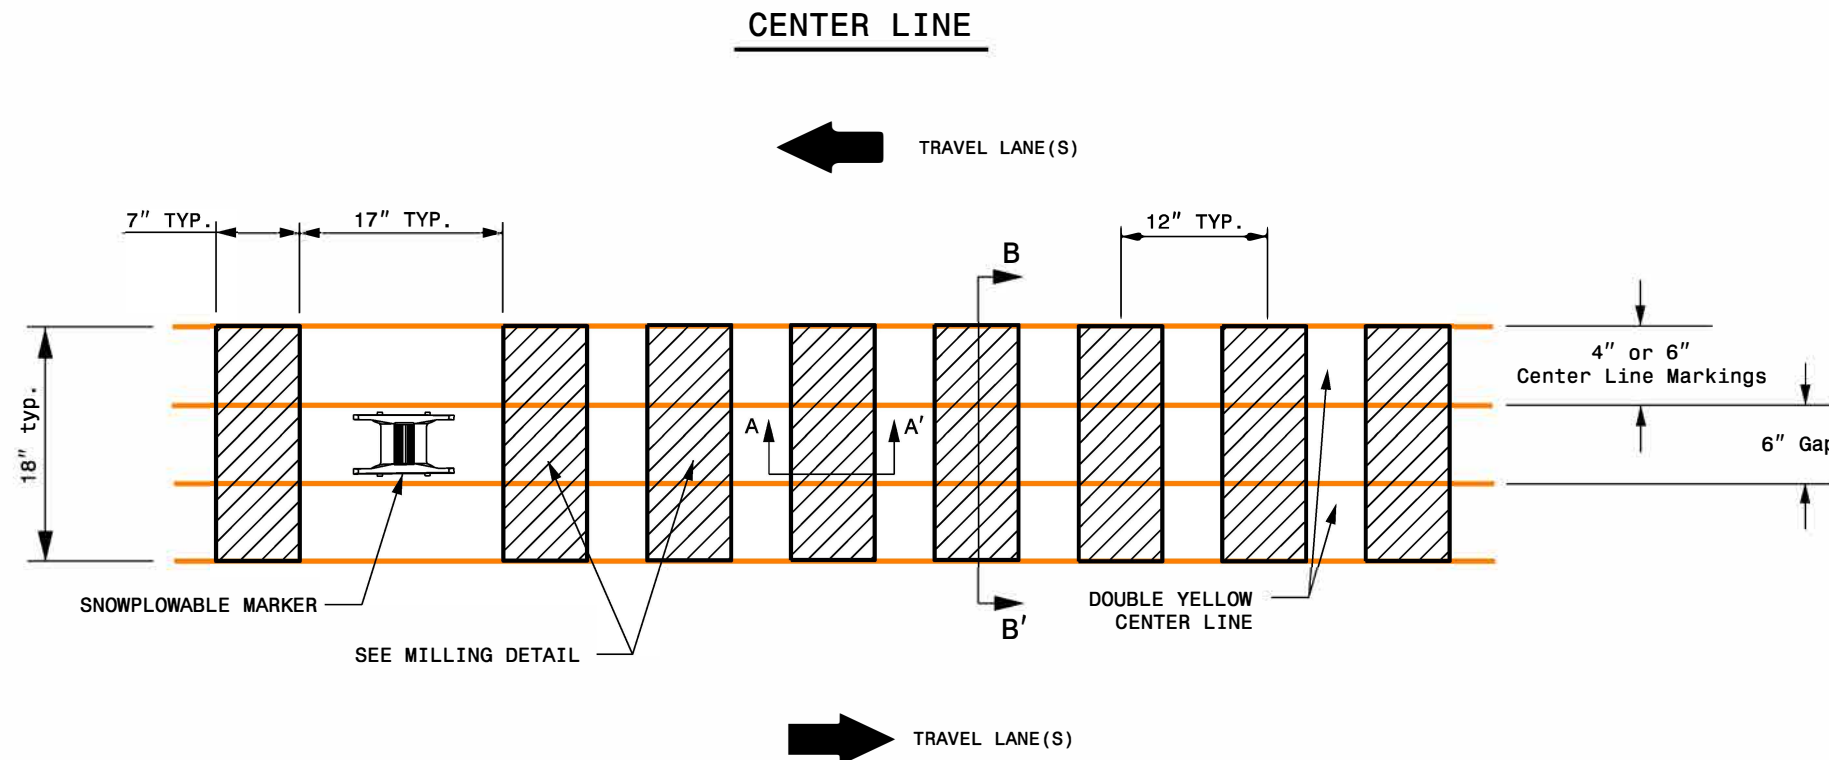 CENTER LINE
TRAVEL LANE(S)
7" TYP.
17" TYP.
12" TYP.
B
4" or 6"
Center Line Markings
18" typ.
A
A'
6" Gap
SNOWPLOWABLE MARKER
DOUBLE YELLOW
CENTER LINE
B'
SEE MILLING DETAIL
TRAVEL LANE(S)